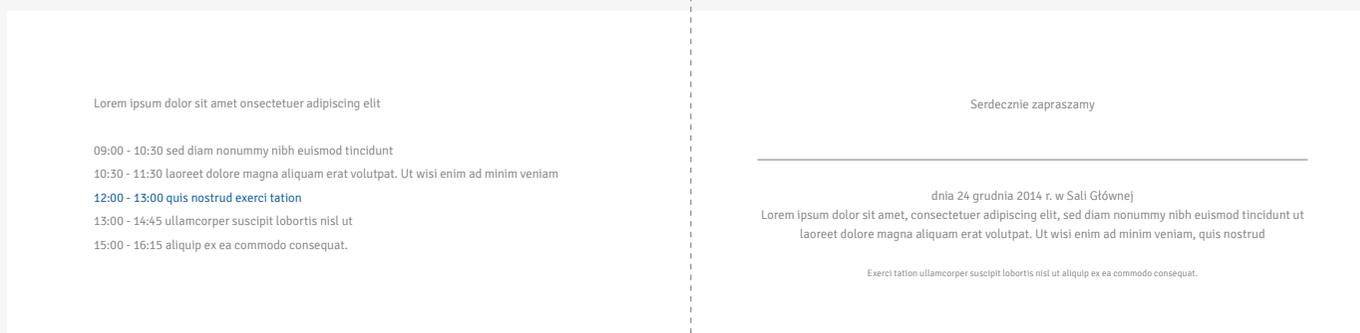 Lorem ipsum dolor sit amet onsectetuer adipiscing elit
09:00 - 10:30 sed diam nonummy nibh euismod tincidunt
10:30 - 11:30 laoreet dolore magna aliquam erat volutpat. Ut wisi enim ad minim veniam
12:00 - 13:00 quis nostrud exerci tation
13:00 - 14:45 ullamcorper suscipit lobortis nisl ut
15:00 - 16:15 aliquip ex ea commodo consequat.
Serdecznie zapraszamy
dnia 24 grudnia 2014 r. w Sali Głównej
Lorem ipsum dolor sit amet, consectetuer adipiscing elit, sed diam nonummy nibh euismod tincidunt ut
laoreet dolore magna aliquam erat volutpat. Ut wisi enim ad minim veniam, quis nostrud
Exerci tation ullamcorper suscipit lobortis nisl ut aliquip ex ea commodo consequat.